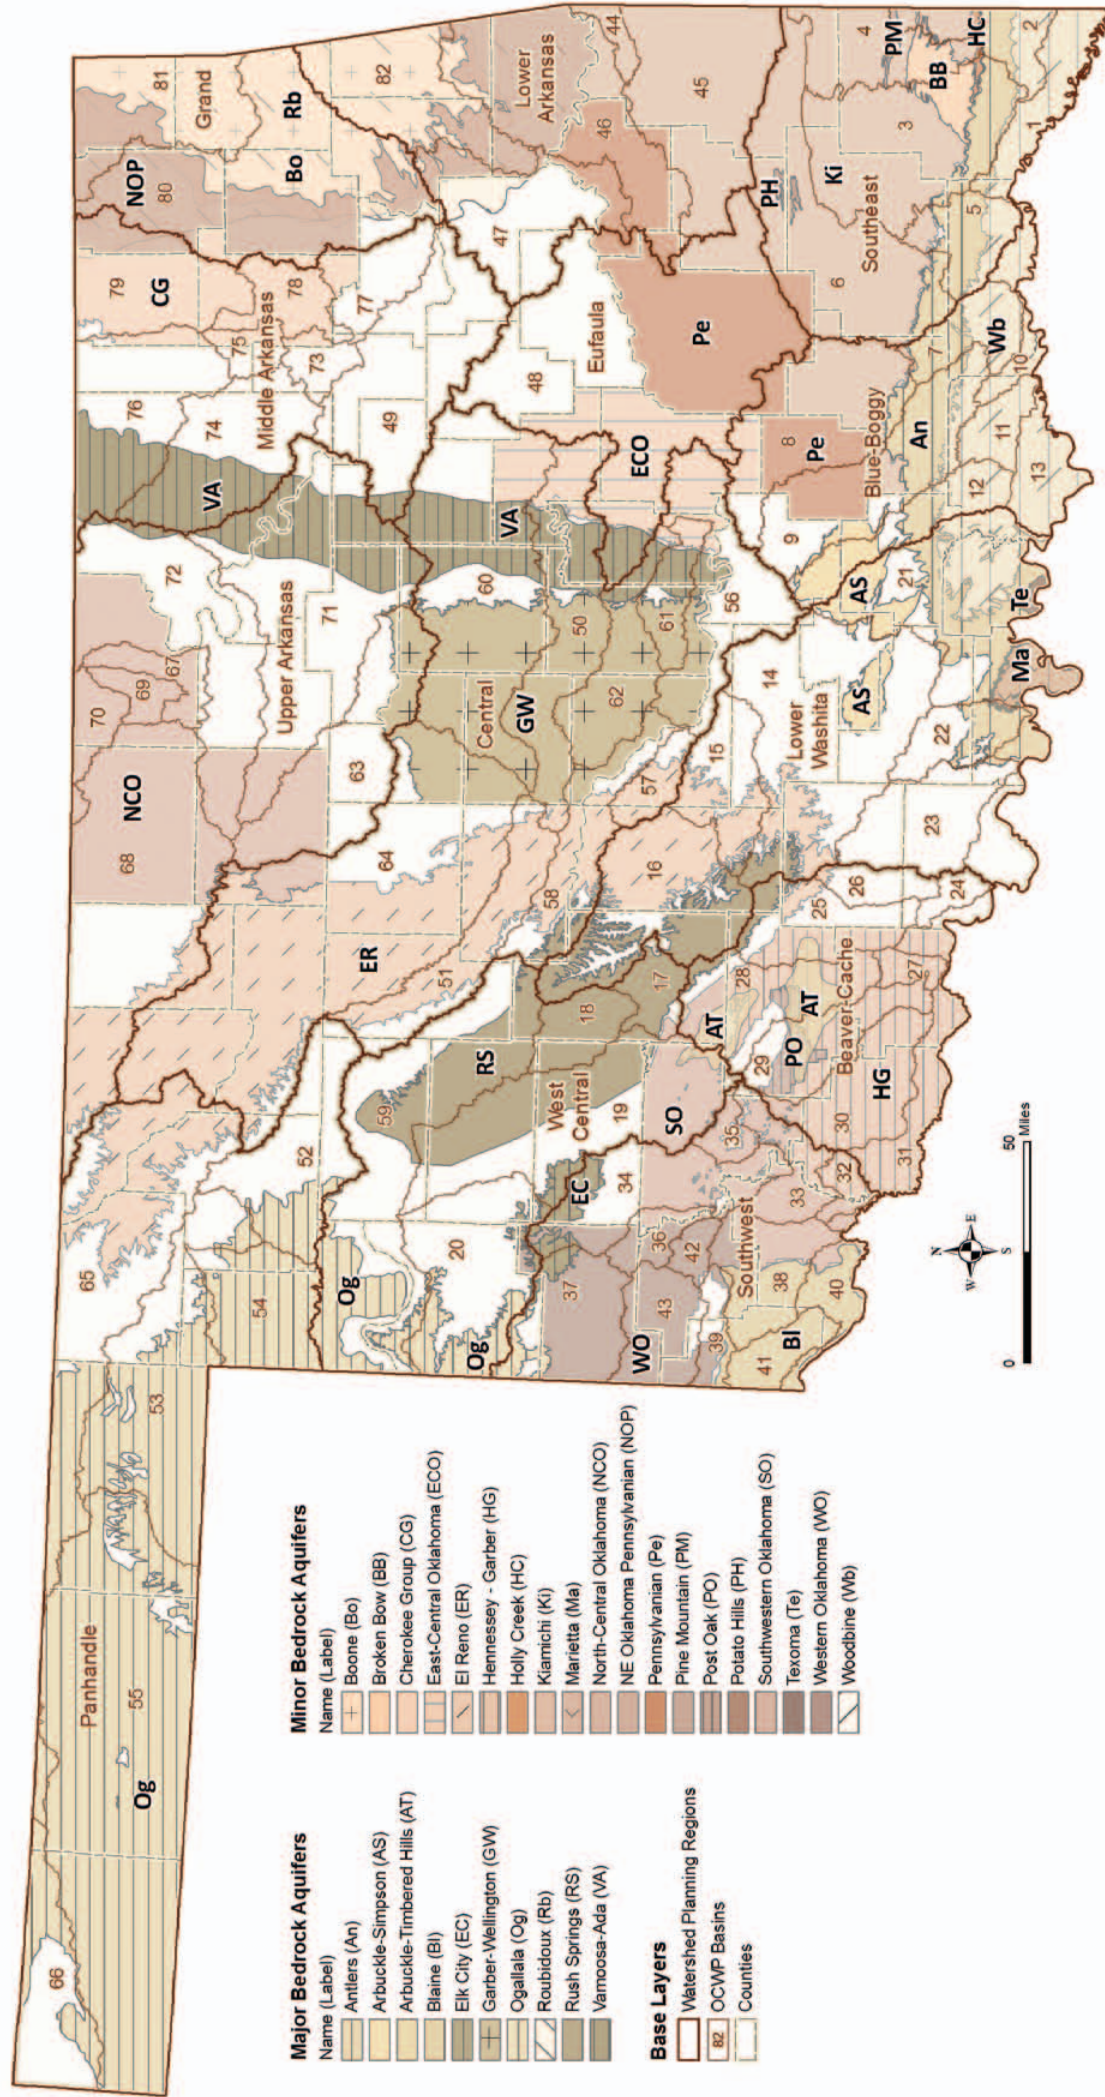 Panhandle
Og
66
55
53
65
54
52
Og
20
Og
59
RS
51
ER
68
NCO
70
69
67
72
Upper Arkansas
71
63
64
58
57
16
15
Central
GW
62
50
61
60
14
56
VA
VA
76
74
Middle Arkansas
75
73
79
CG
78
77
49
48
47
NOP
80
81
Grand
Bo
Rb
82
Lower
Arkansas
44
46
45
Eufaula
ECO
Pe
8
Pe
Blue-Boggy
9
AS
AS
21
An
7
Wb
10
11
12
13
Te
Ma
22
Lower
Washita
23
24
26
25
27
28
17
18
West
Central
19
34
EC
SO
AT
AT
29
PO
Beaver-Cache
HG
30
31
32
33
35
36
42
37
43
WO
Southwest
38
39
40
41
Bl
PH
Ki
Southeast
6
3
4
PM
BB
HC
5
1
2
Major Bedrock Aquifers
Name (Label)
Antlers (An)
Arbuckle-Simpson (AS)
Arbuckle-Timbered Hills (AT)
Blaine (Bl)
Elk City (EC)
Garber-Wellington (GW)
Ogallala (Og)
Roubidoux (Rb)
Rush Springs (RS)
Vamoosa-Ada (VA)
Base Layers
Watershed Planning Regions
82 OCWP Basins
Counties
Minor Bedrock Aquifers
Name (Label)
Boone (Bo)
Broken Bow (BB)
Cherokee Group (CG)
East-Central Oklahoma (ECO)
El Reno (ER)
Hennessey - Garber (HG)
Holly Creek (HC)
Kiamichi (Ki)
Marietta (Ma)
North-Central Oklahoma (NCO)
NE Oklahoma Pennsylvanian (NOP)
Pennsylvanian (Pe)
Pine Mountain (PM)
Post Oak (PO)
Potato Hills (PH)
Southwestern Oklahoma (SO)
Texoma (Te)
Western Oklahoma (WO)
Woodbine (Wb)
N
W E
S
0 50
Miles